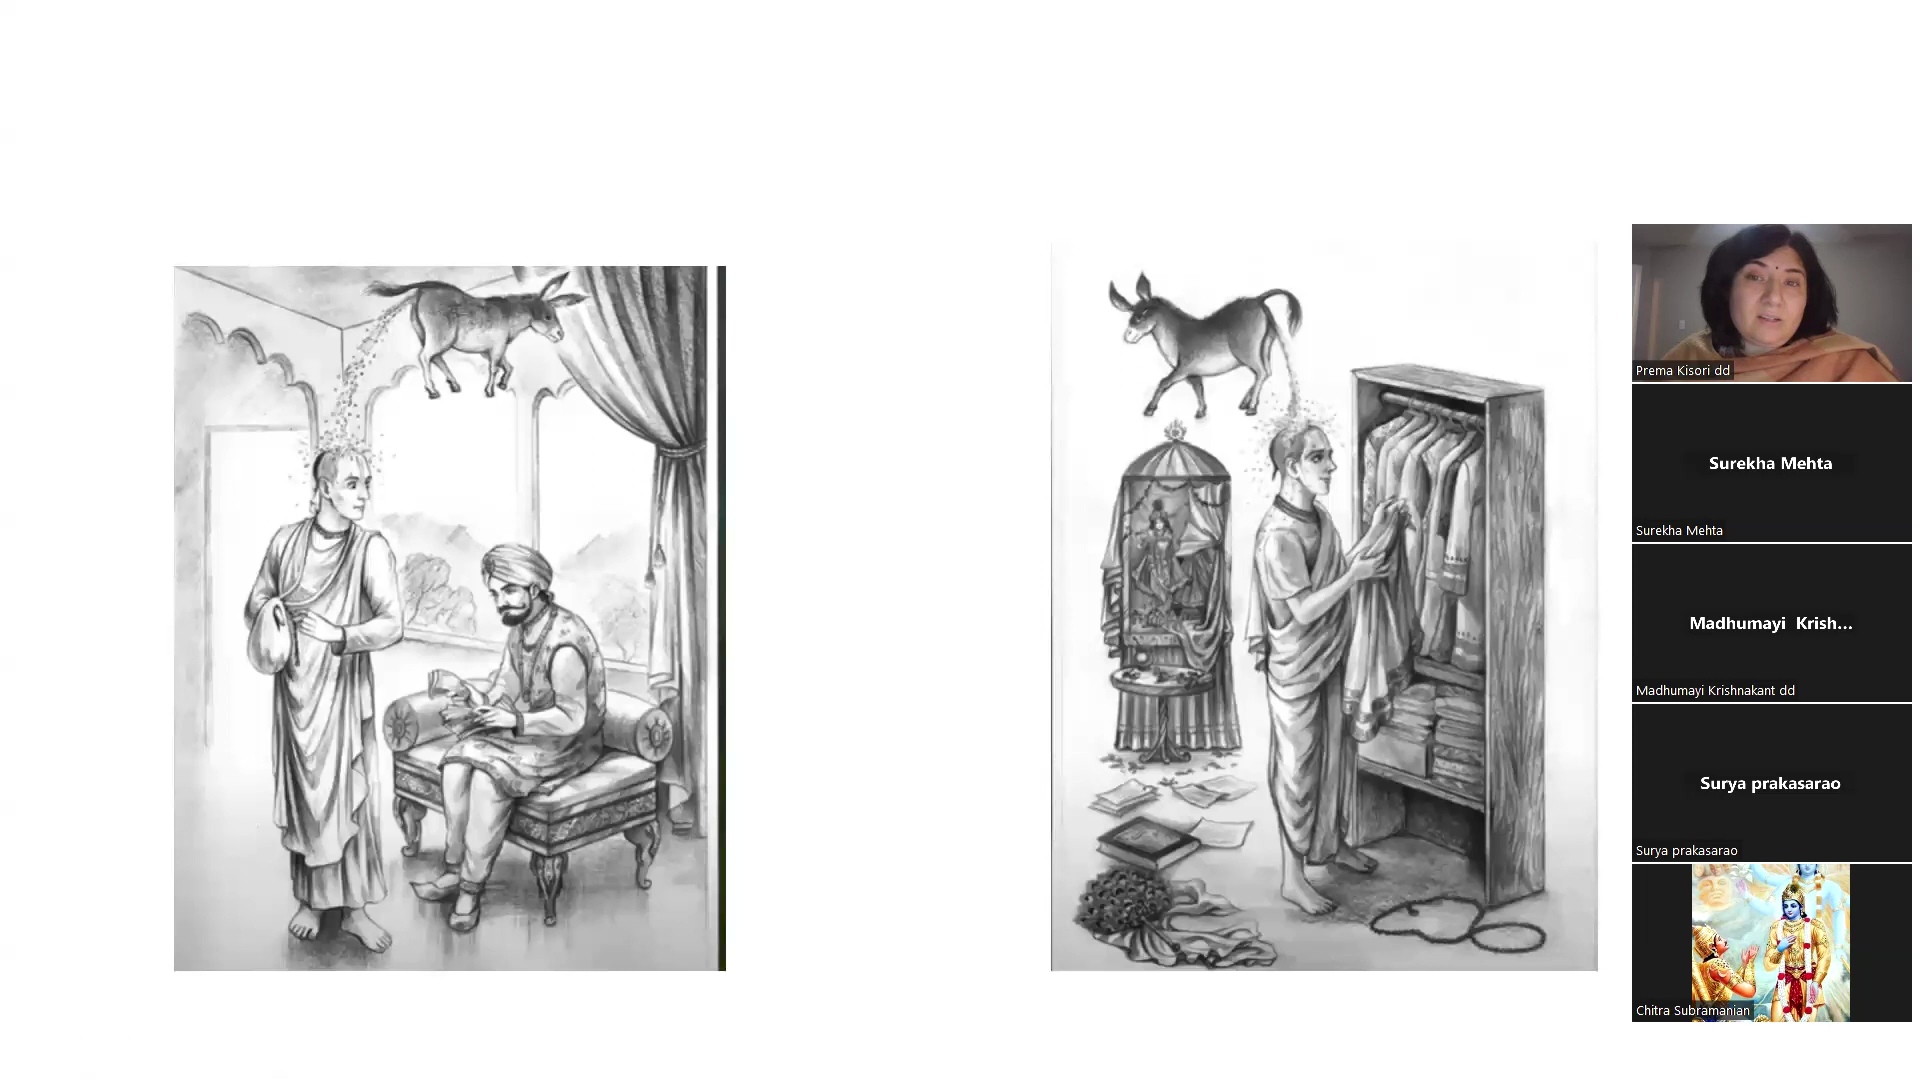 Prema Kisori dd
Surekha Mehta
Surekha Mehta
Madhumayi  Krish...
Madhumayi Krishnakant dd
Surya prakasarao
Surya prakasarao
Chitra Subramanian